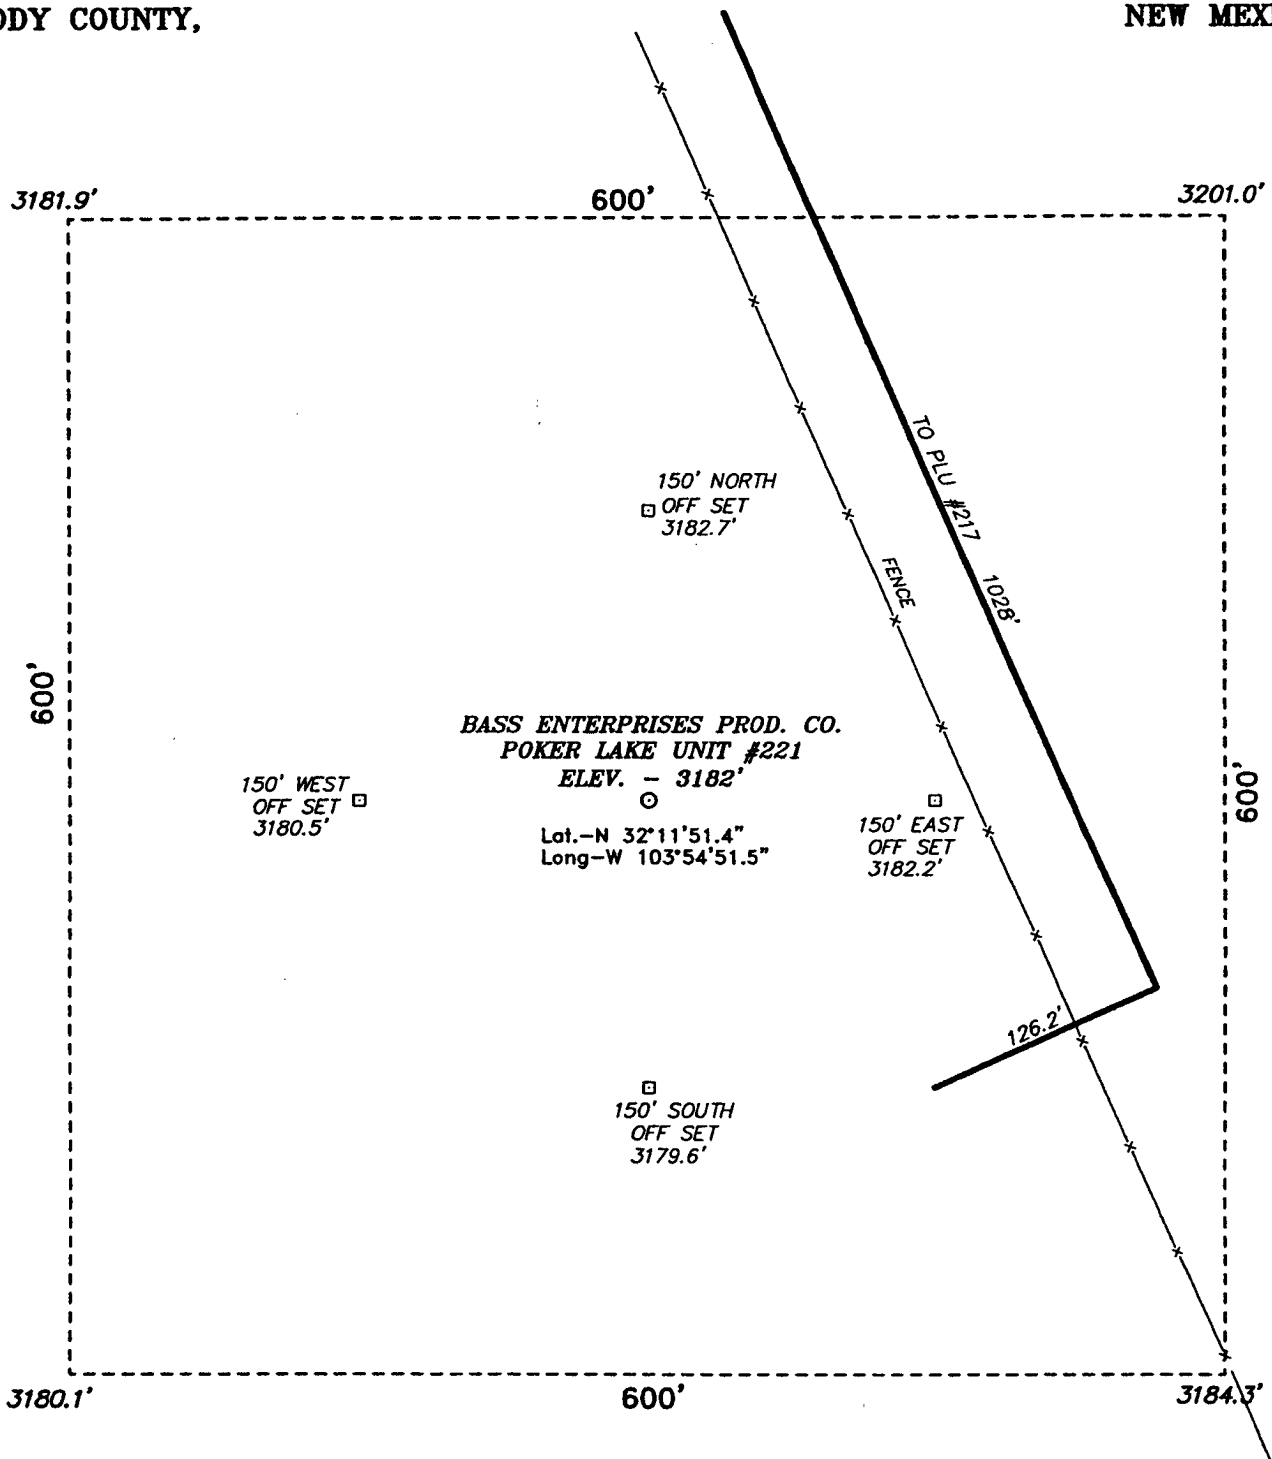 DDY COUNTY,
NEW MEX
3181.9'
600'
3201.0'
TO PLU #217 1028'
150' NORTH
OFF SET
3182.7'
FENCE
600'
BASS ENTERPRISES PROD. CO.
POKER LAKE UNIT #221
ELEV. - 3182'
150' WEST
OFF SET
3180.5'
Lat.-N 32°11'51.4"
Long-W 103°54'51.5"
150' EAST
OFF SET
3182.2'
600'
126.2'
150' SOUTH
OFF SET
3179.6'
3180.1'
600'
3184.3'